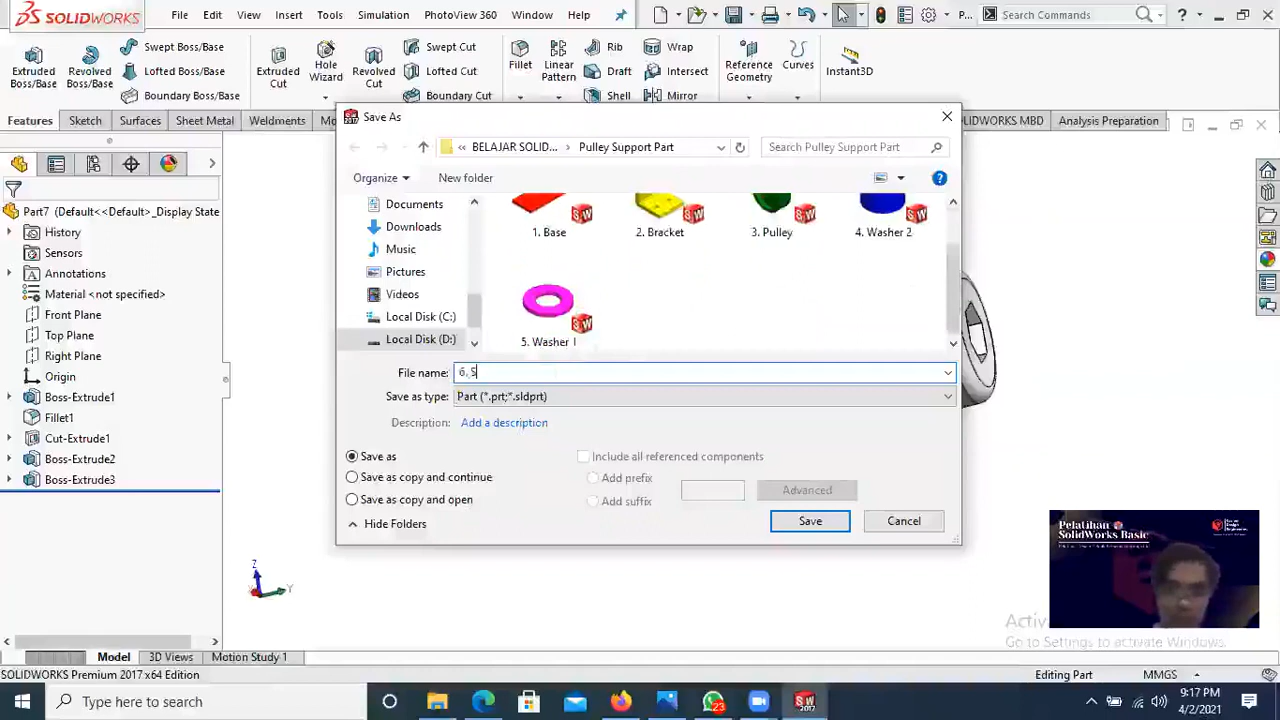 SOLIDWORKS File Edit View Insert Tools Simulation PhotoView 360 Window Help P... Search Commands ?
Extruded Boss/Base
Revolved Boss/Base
Swept Boss/Base
Lofted Boss/Base
Boundary Boss/Base
Extruded Cut
Hole Wizard
Revolved Cut
Swept Cut
Lofted Cut
Boundary Cut
Fillet
Linear Pattern
Rib
Draft
Shell
Wrap
Intersect
Mirror
Reference Geometry
Curves
Instant3D
Features Sketch Surfaces Sheet Metal Weldments SOLIDWORKS MBD Analysis Preparation
Part7 (Default<<Default>_Display State
History
Sensors
Annotations
Material <not specified>
Front Plane
Top Plane
Right Plane
Origin
Boss-Extrude1
Fillet1
Cut-Extrude1
Boss-Extrude2
Boss-Extrude3
Save As
« BELAJAR SOLID... › Pulley Support Part
Search Pulley Support Part
Organize New folder
Documents
Downloads
Music
Pictures
Videos
Local Disk (C:)
Local Disk (D:)
1. Base 2. Bracket 3. Pulley 4. Washer 2
5. Washer 1
File name: 6. S
Save as type: Part (*.prt;*.sldprt)
Description: Add a description
Save as
Save as copy and continue
Save as copy and open
Include all referenced components
Add prefix
Add suffix
Advanced
Hide Folders
Save Cancel
Z
Y
Pelatihan
SolidWorks Basic
Go to Settings to activate Windows.
Model 3D Views Motion Study 1
SOLIDWORKS Premium 2017 x64 Edition Editing Part MMGS
Type here to search
23
2017
9:17 PM
4/2/2021